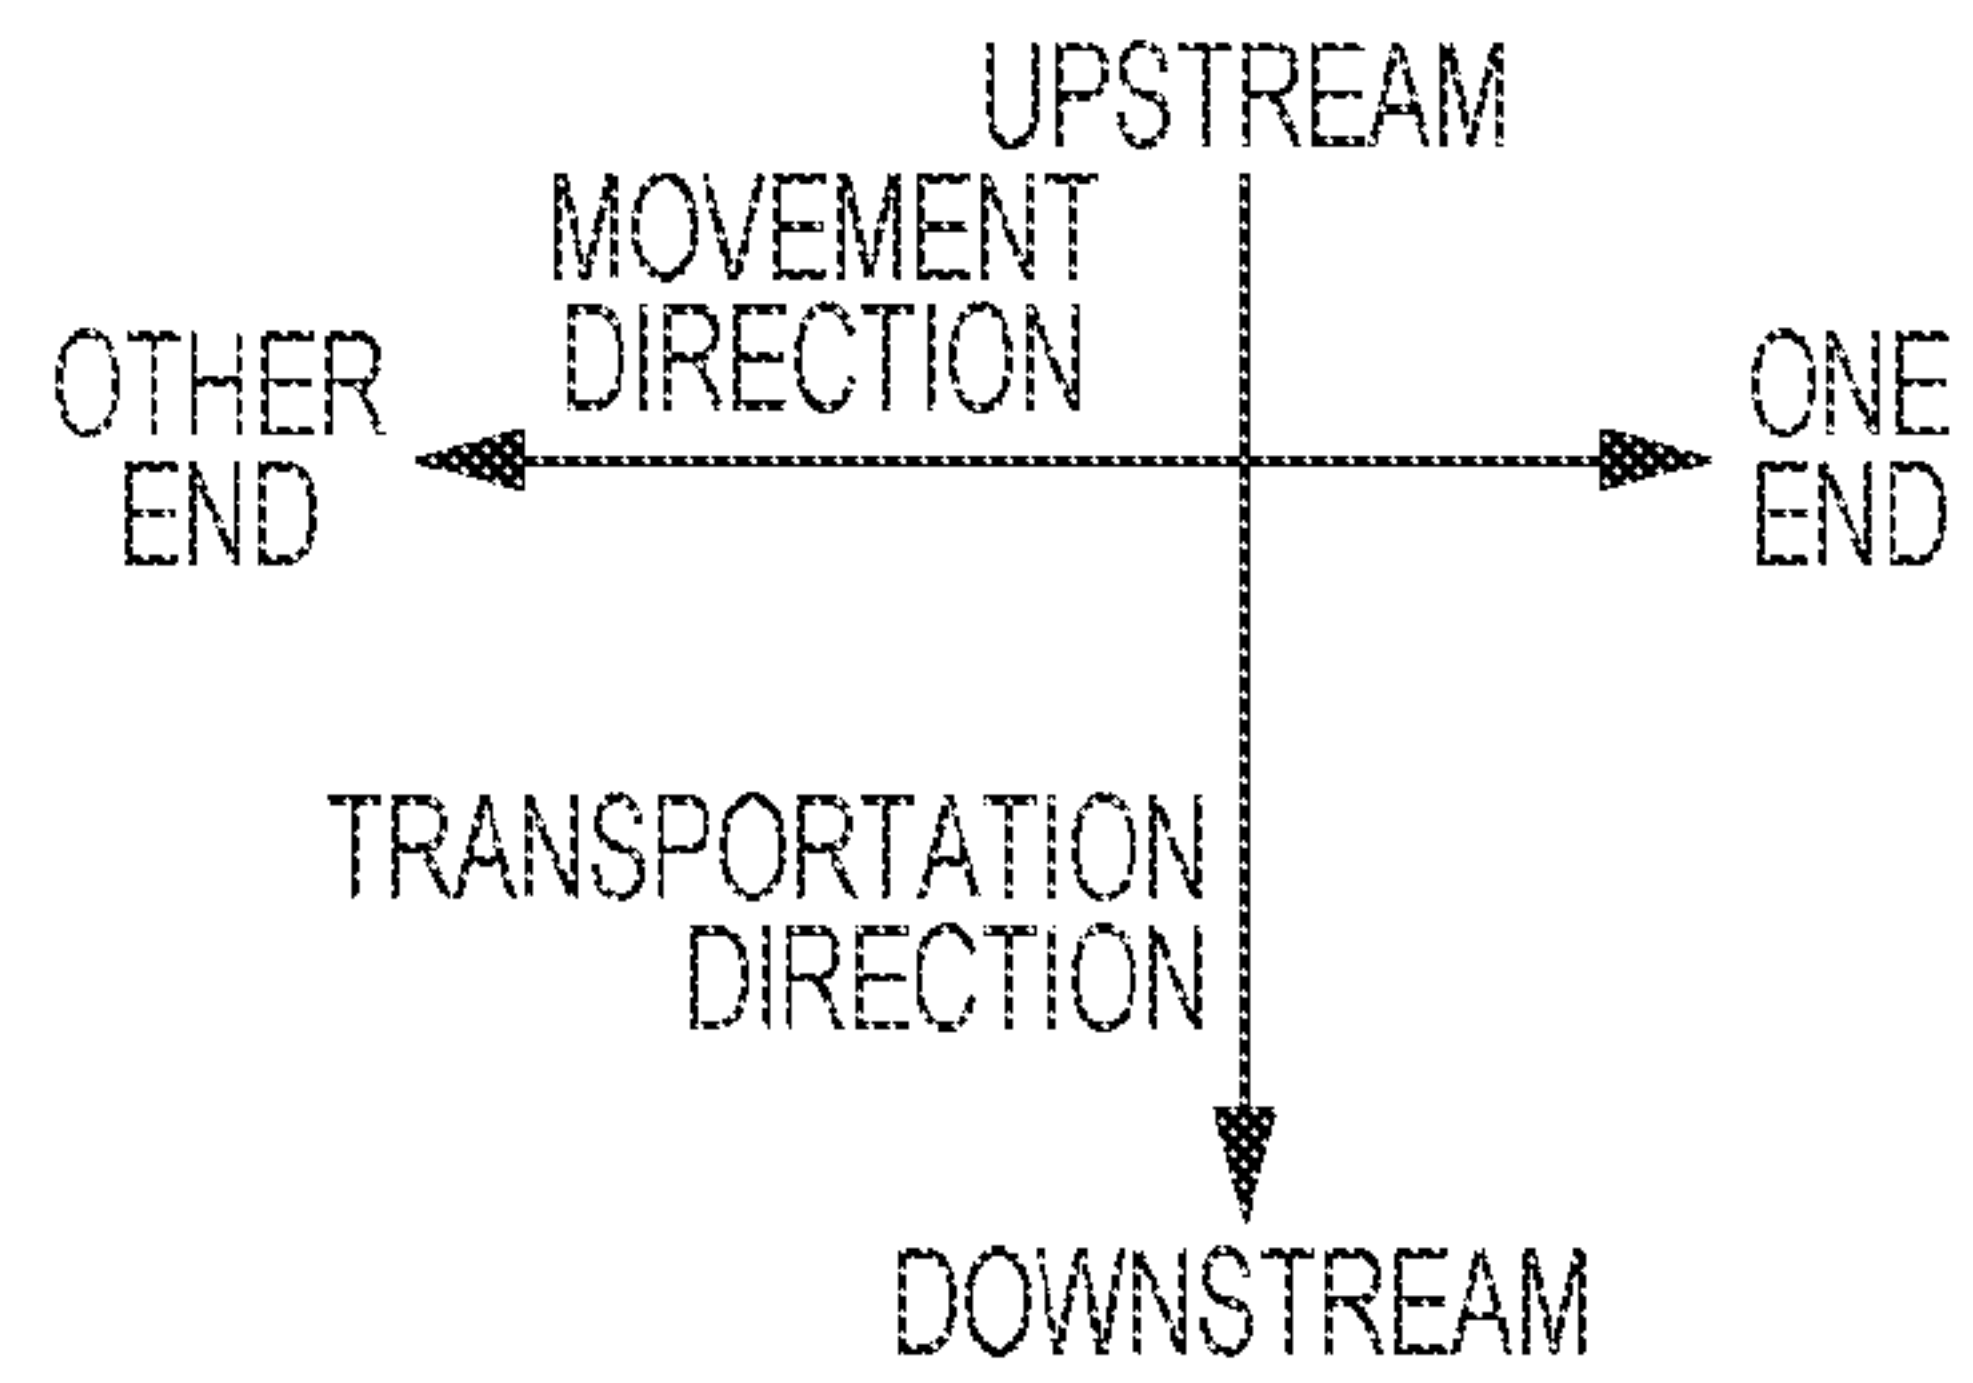 UPSTREAM
MOVEMENT
DIRECTION
OTHER
END
ONE
END
TRANSPORTATION
DIRECTION
DOWNSTREAM